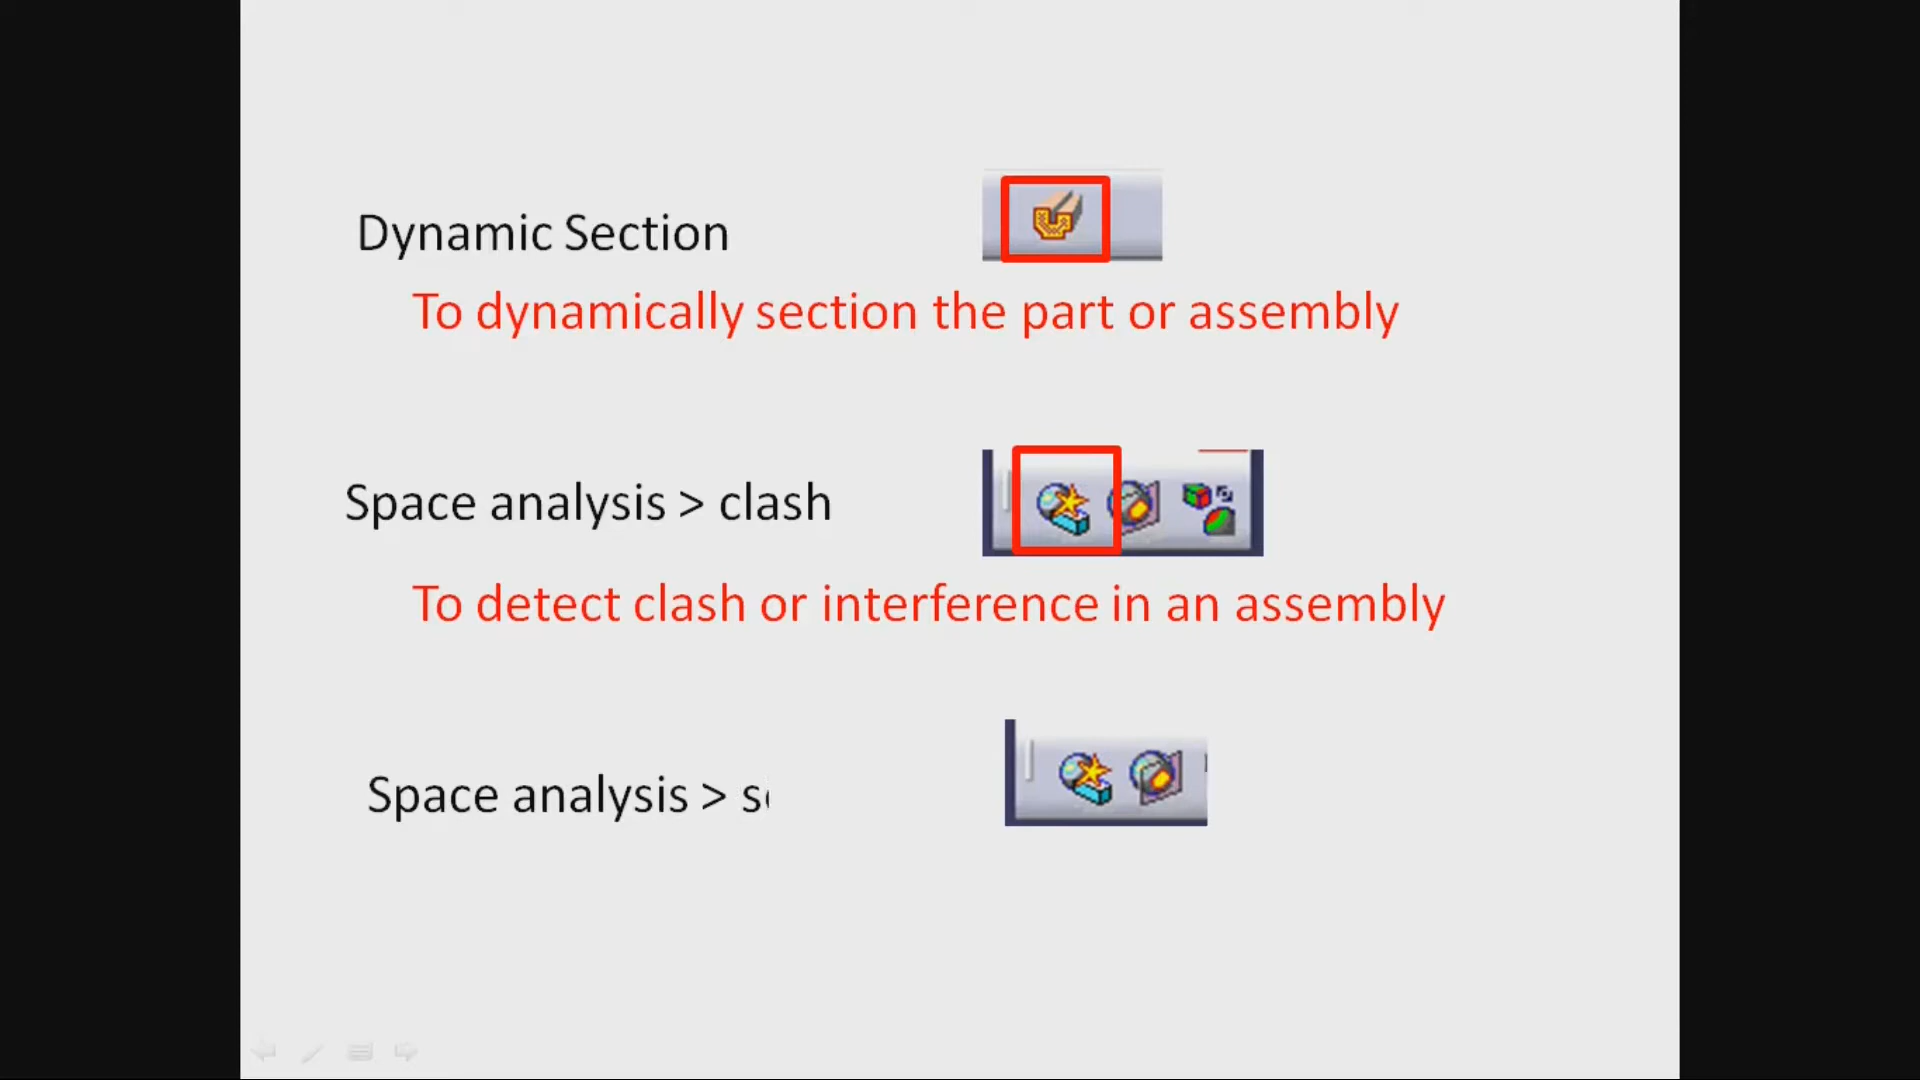 Dynamic Section
To dynamically section the part or assembly
Space analysis > clash
To detect clash or interference in an assembly
Space analysis >